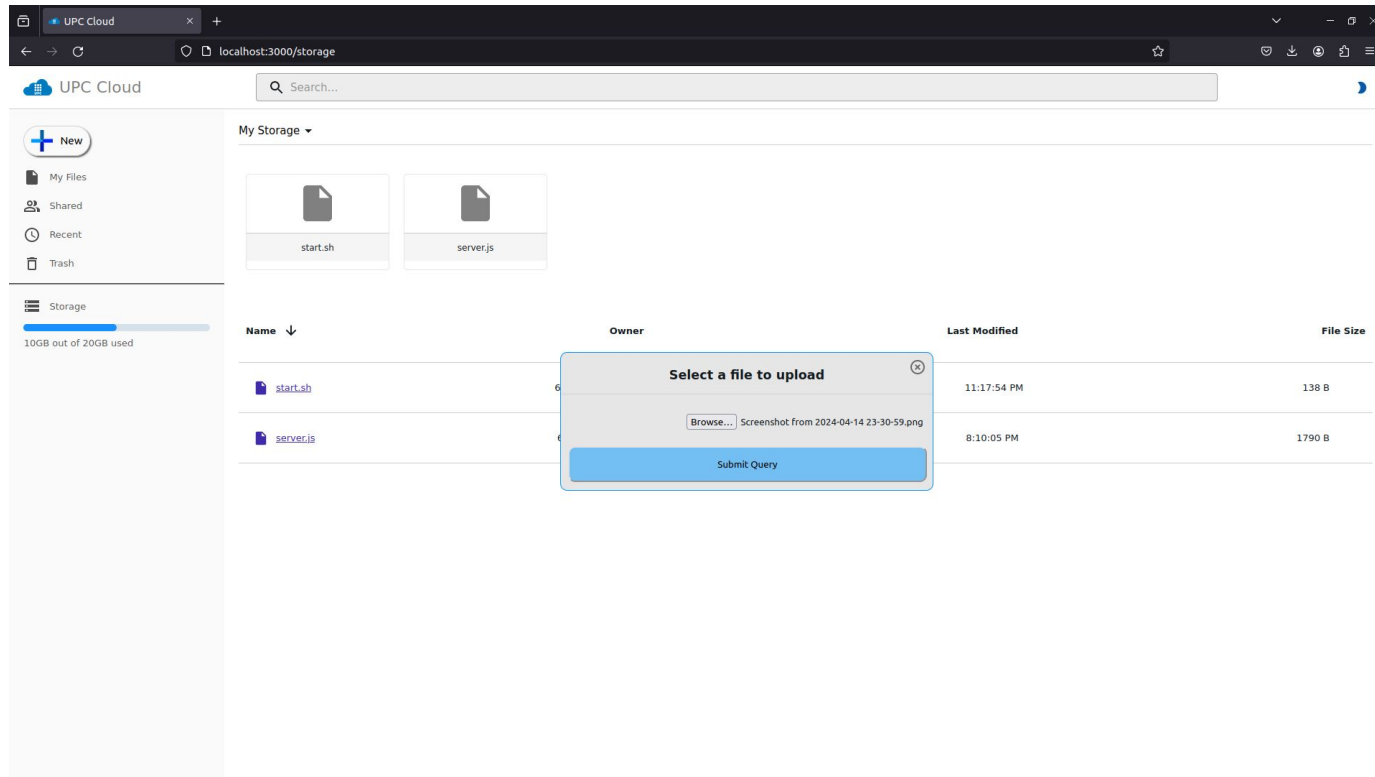 UPC Cloud
localhost:3000/storage
UPC Cloud
Search...
New
My Files
Shared
Recent
Trash
Storage
10GB out of 20GB used
My Storage
start.sh
server.js
Name Owner Last Modified File Size
start.sh 6 11:17:54 PM 138 B
server.js 8:10:05 PM 1790 B
Select a file to upload
Browse... Screenshot from 2024-04-14 23-30-59.png
Submit Query